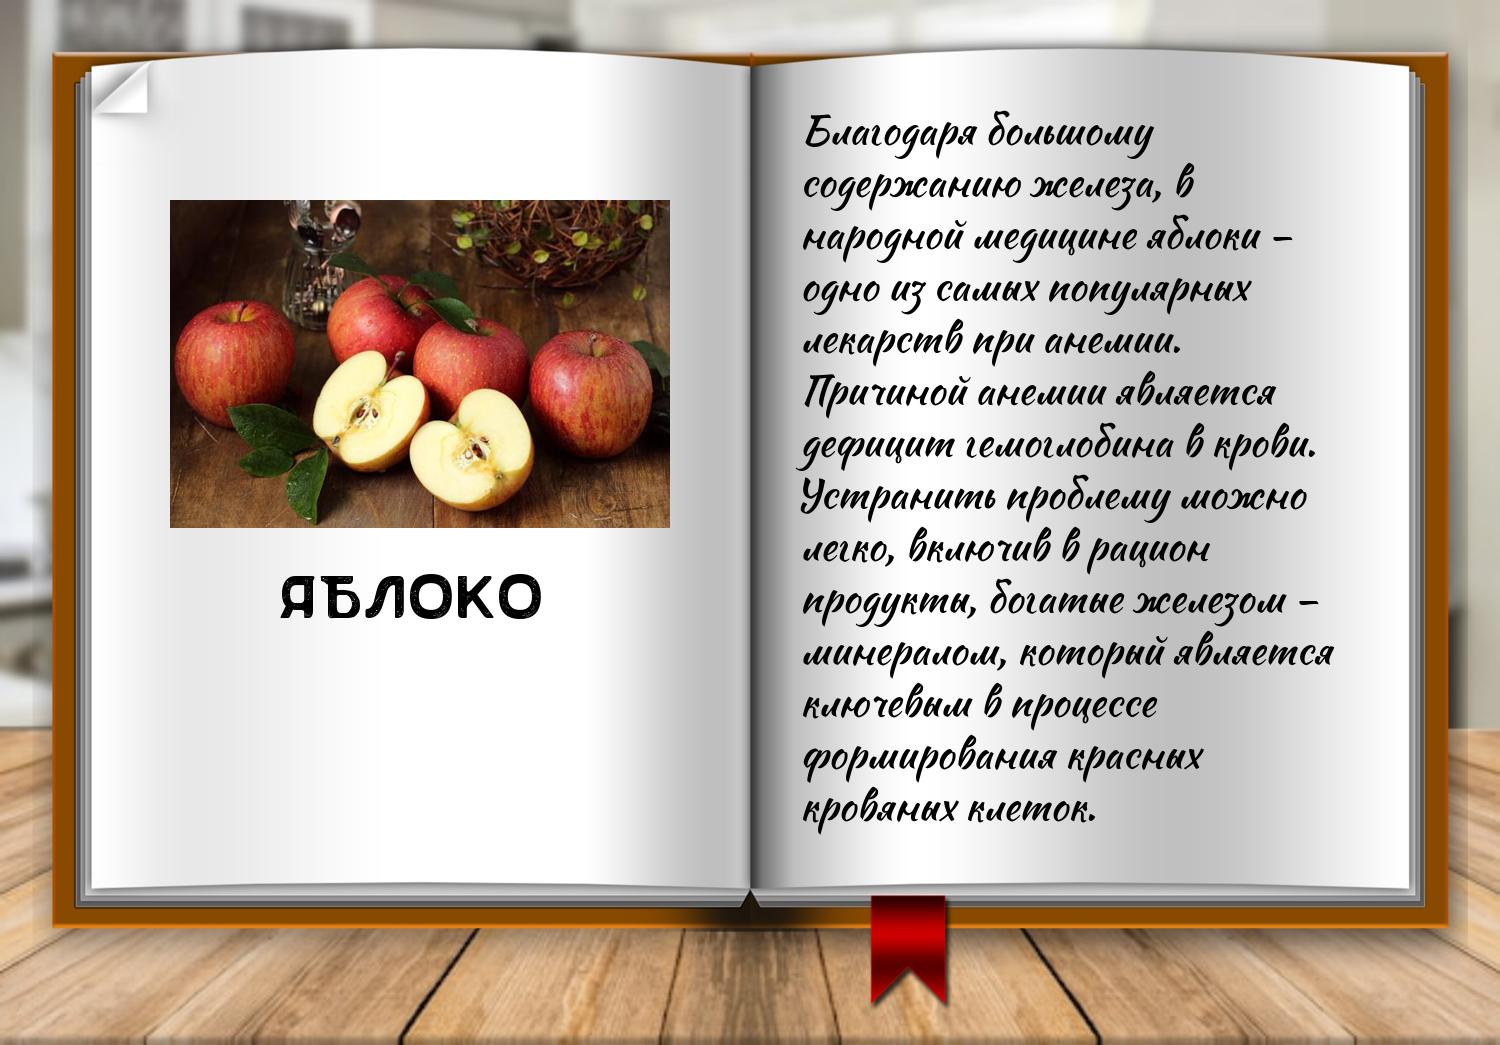 ЯБЛОКО
Благодаря большому
содержанию железа, в
народной медицине яблоки –
одно из самых популярных
лекарств при анемии.
Причиной анемии является
дефицит гемоглобина в крови.
Устранить проблему можно
легко, включив в рацион
продукты, богатые железом –
минералом, который является
ключевым в процессе
формирования красных
кровяных клеток.